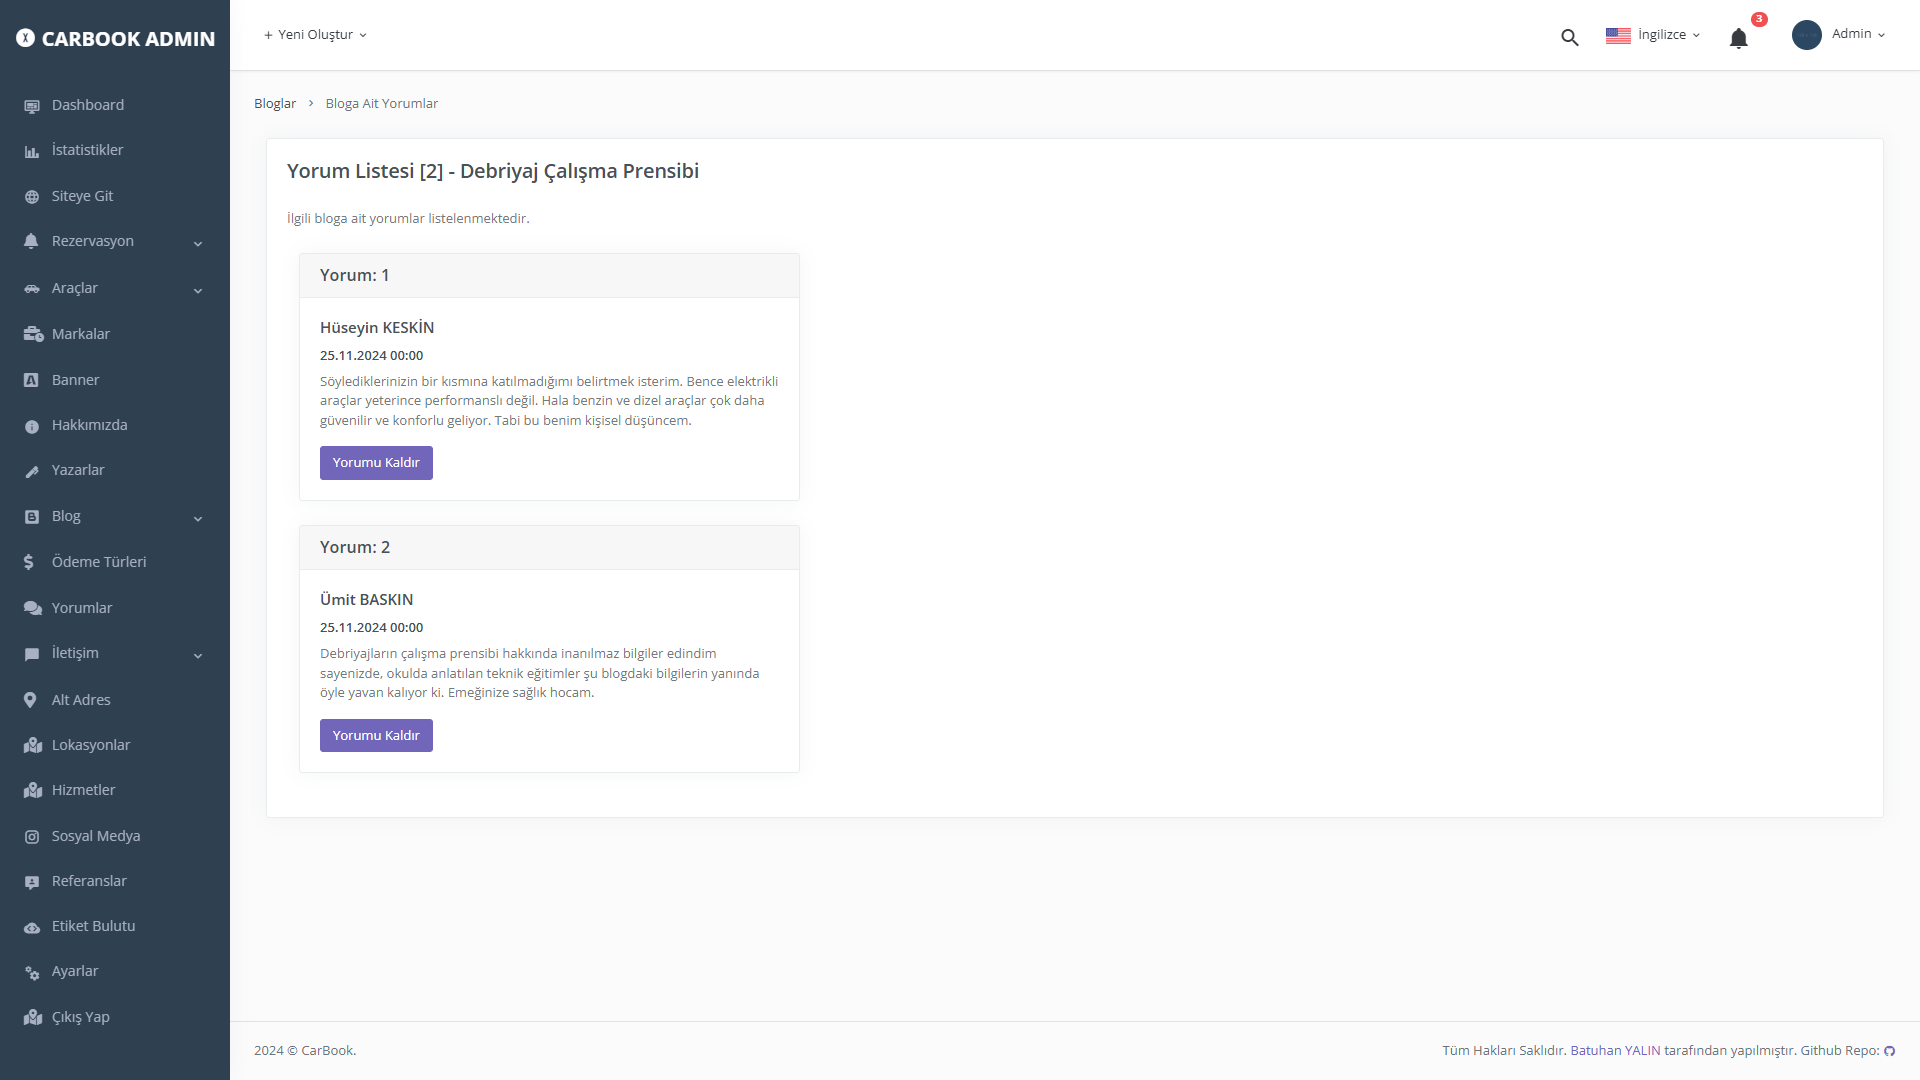 CARBOOK ADMIN
Dashboard
İstatistikler
Siteye Git
Rezervasyon
Araçlar
Markalar
Banner
Hakkımızda
Yazarlar
Blog
Ödeme Türleri
Yorumlar
İletişim
Alt Adres
Lokasyonlar
Hizmetler
Sosyal Medya
Referanslar
Etiket Bulutu
Ayarlar
Çıkış Yap
+ Yeni Oluştur
İngilizce
3
Admin
Bloglar > Bloga Ait Yorumlar
Yorum Listesi [2] - Debriyaj Çalışma Prensibi
İlgili bloga ait yorumlar listelenmektedir.
Yorum: 1
Hüseyin KESKİN
25.11.2024 00:00
Söylediklerinizin bir kısmına katılmadığımı belirtmek isterim. Bence elektrikli
araçlar yeterince performanslı değil. Hala benzin ve dizel araçlar çok daha
güvenilir ve konforlu geliyor. Tabi bu benim kişisel düşüncem.
Yorumu Kaldır
Yorum: 2
Ümit BASKIN
25.11.2024 00:00
Debriyajların çalışma prensibi hakkında inanılmaz bilgiler edindim
sayenizde, okulda anlatılan teknik eğitimler şu blogdaki bilgilerin yanında
öyle yavan kalıyor ki. Emeğinize sağlık hocam.
Yorumu Kaldır
2024 © CarBook.
Tüm Hakları Saklıdır. Batuhan YALIN tarafından yapılmıştır. Github Repo: